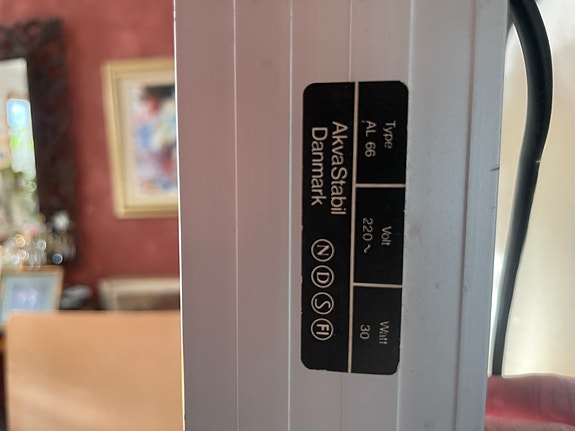 Type Volt Watt
AL 66 220 ~ 30
AkvaStabil
Danmark N D S FI